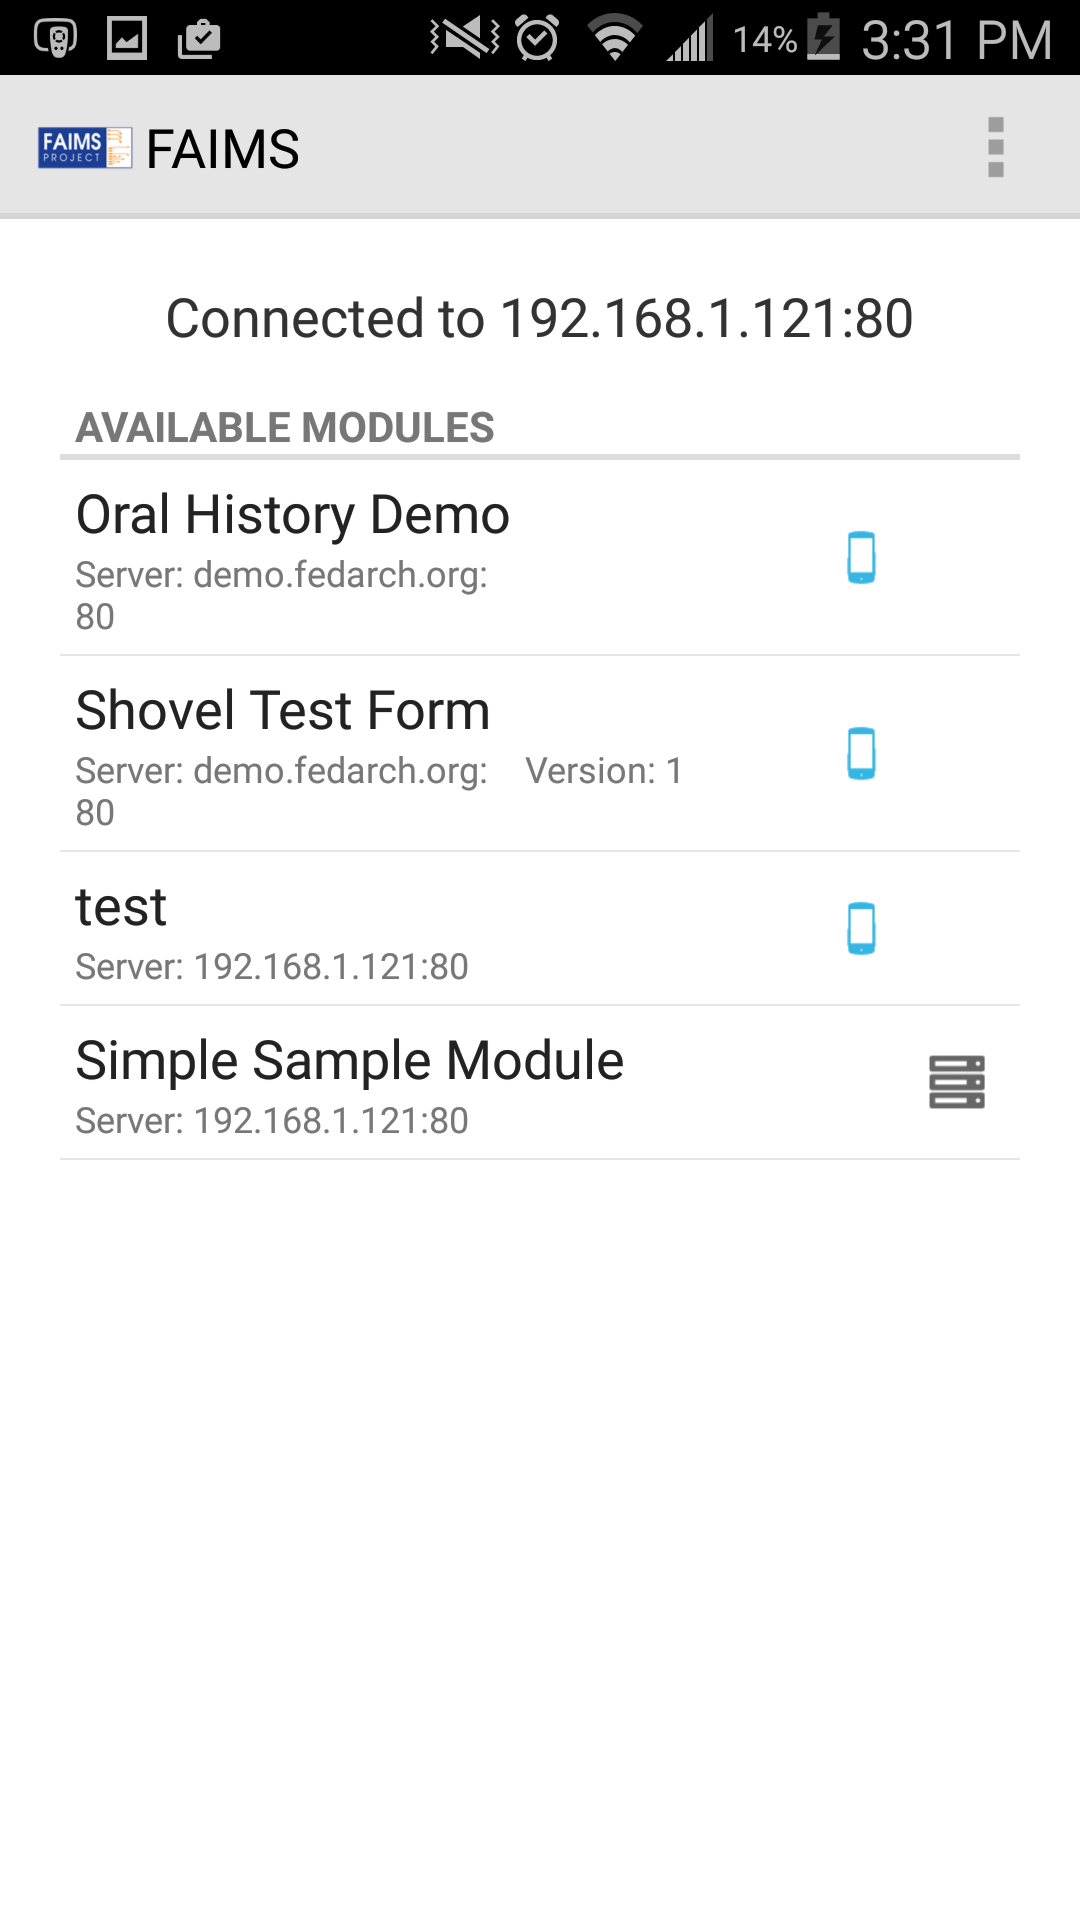 14% 3:31 PM
FAIMS PROJECT FAIMS
Connected to 192.168.1.121:80
AVAILABLE MODULES
Oral History Demo
Server: demo.fedarch.org:
80
Shovel Test Form
Server: demo.fedarch.org: Version: 1
80
test
Server: 192.168.1.121:80
Simple Sample Module
Server: 192.168.1.121:80